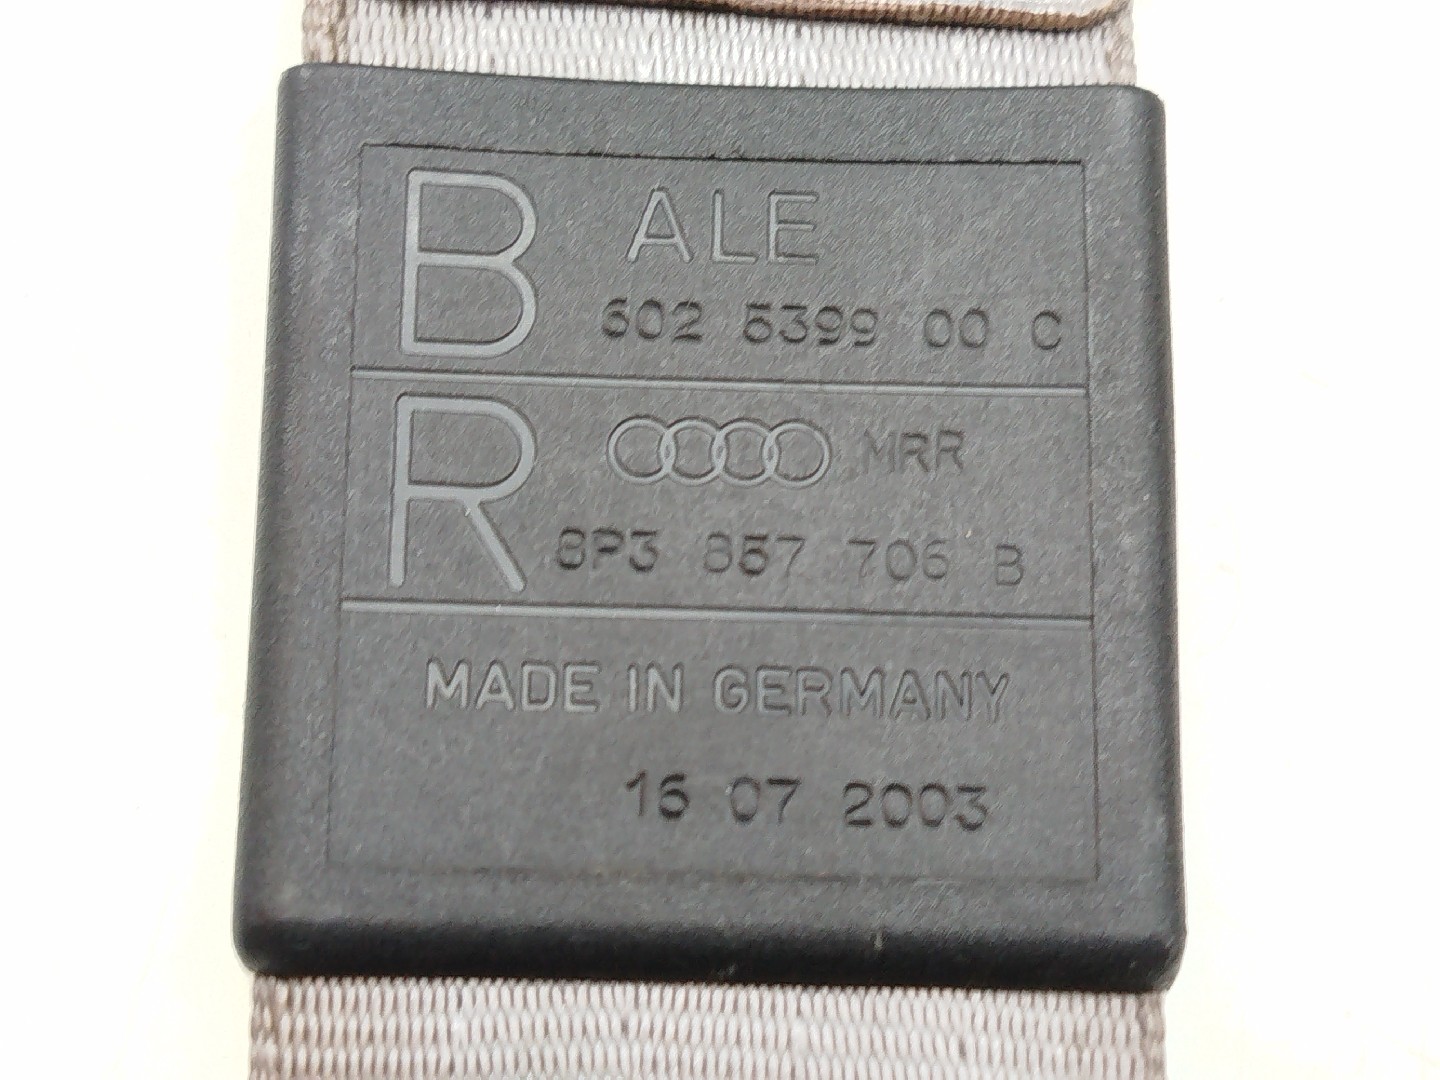 B ALE
602 5399 00 C
R MRR
8P3 857 706 B
MADE IN GERMANY
16 07 2003